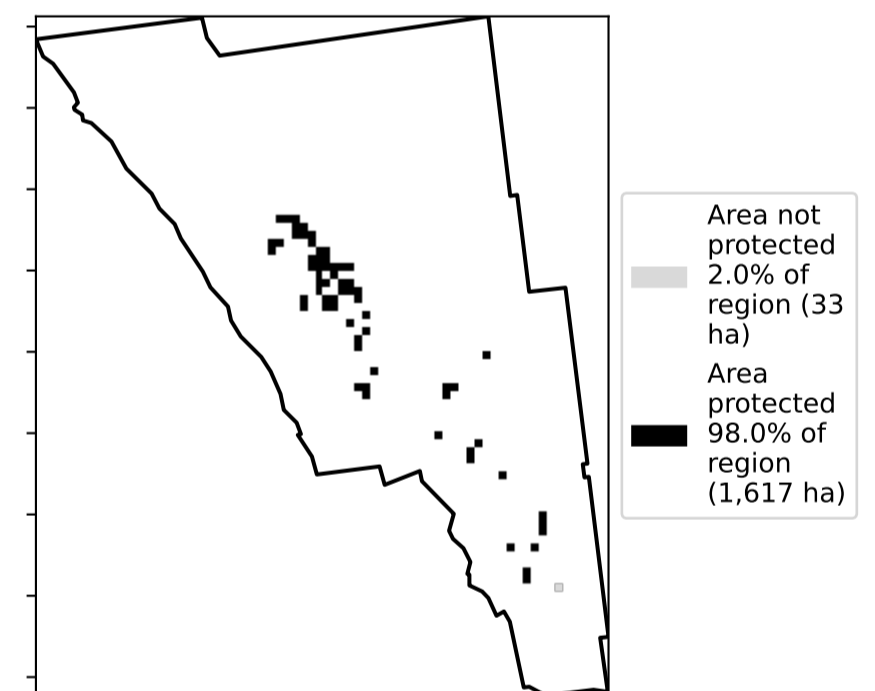 Area not
protected
2.0% of
region (33
ha)
Area
protected
98.0% of
region
(1,617 ha)